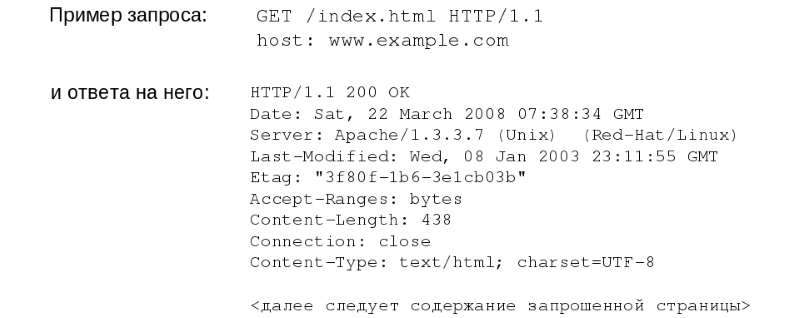 Пример запроса: GET /index.html HTTP/1.1
host: www.example.com
и ответа на него: HTTP/1.1 200 OK
Date: Sat, 22 March 2008 07:38:34 GMT
Server: Apache/1.3.3.7 (Unix) (Red-Hat/Linux)
Last-Modified: Wed, 08 Jan 2003 23:11:55 GMT
Etag: "3f80f-1b6-3e1cb03b"
Accept-Ranges: bytes
Content-Length: 438
Connection: close
Content-Type: text/html; charset=UTF-8
<далее следует содержание запрошенной страницы>